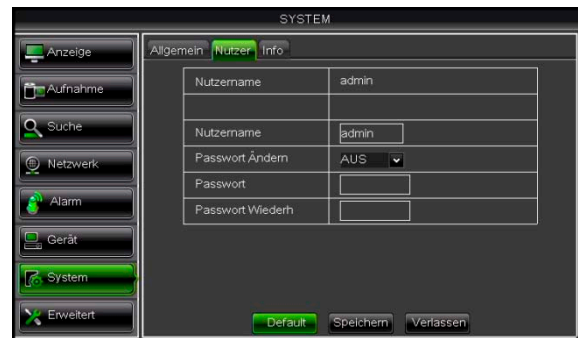 SYSTEM
Anzeige
Aufnahme
Suche
Netzwerk
Alarm
Gerät
System
Erweitert
Allgemein Nutzer Info
Nutzername admin
Nutzername admin
Passwort Ändern AUS
Passwort
Passwort Wiederh
Default Speichern Verlassen